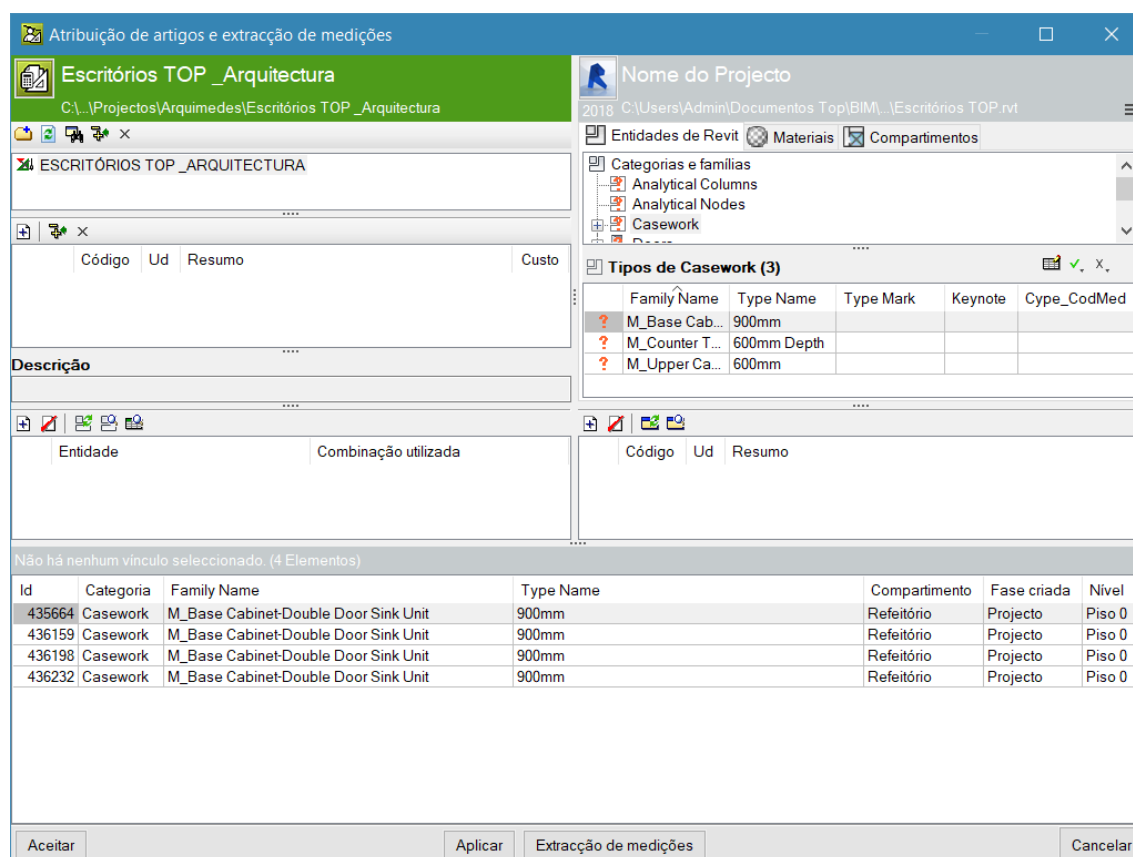 Atribuição de artigos e extracção de medições
Escritórios TOP _Arquitectura
C:\...\Projectos\Arquimedes\Escritórios TOP _Arquitectura
Nome do Projecto
2018 C:\Users\Admin\Documentos Top\BIM\...\Escritórios TOP.rvt
ESCRITÓRIOS TOP _ARQUITECTURA
Entidades de Revit Materiais Compartimentos
Categorias e famílias
Analytical Columns
Analytical Nodes
Casework
Código Ud Resumo Custo
Tipos de Casework (3)
Family Name Type Name Type Mark Keynote Cype_CodMed
? M_Base Cab... 900mm
? M_Counter T... 600mm Depth
? M_Upper Ca... 600mm
Descrição
Entidade Combinação utilizada
Código Ud Resumo
Não há nenhum vínculo seleccionado. (4 Elementos)
Id Categoria Family Name Type Name Compartimento Fase criada Nível
435664 Casework M_Base Cabinet-Double Door Sink Unit 900mm Refeitório Projecto Piso 0
436159 Casework M_Base Cabinet-Double Door Sink Unit 900mm Refeitório Projecto Piso 0
436198 Casework M_Base Cabinet-Double Door Sink Unit 900mm Refeitório Projecto Piso 0
436232 Casework M_Base Cabinet-Double Door Sink Unit 900mm Refeitório Projecto Piso 0
Aceitar Aplicar Extracção de medições Cancelar